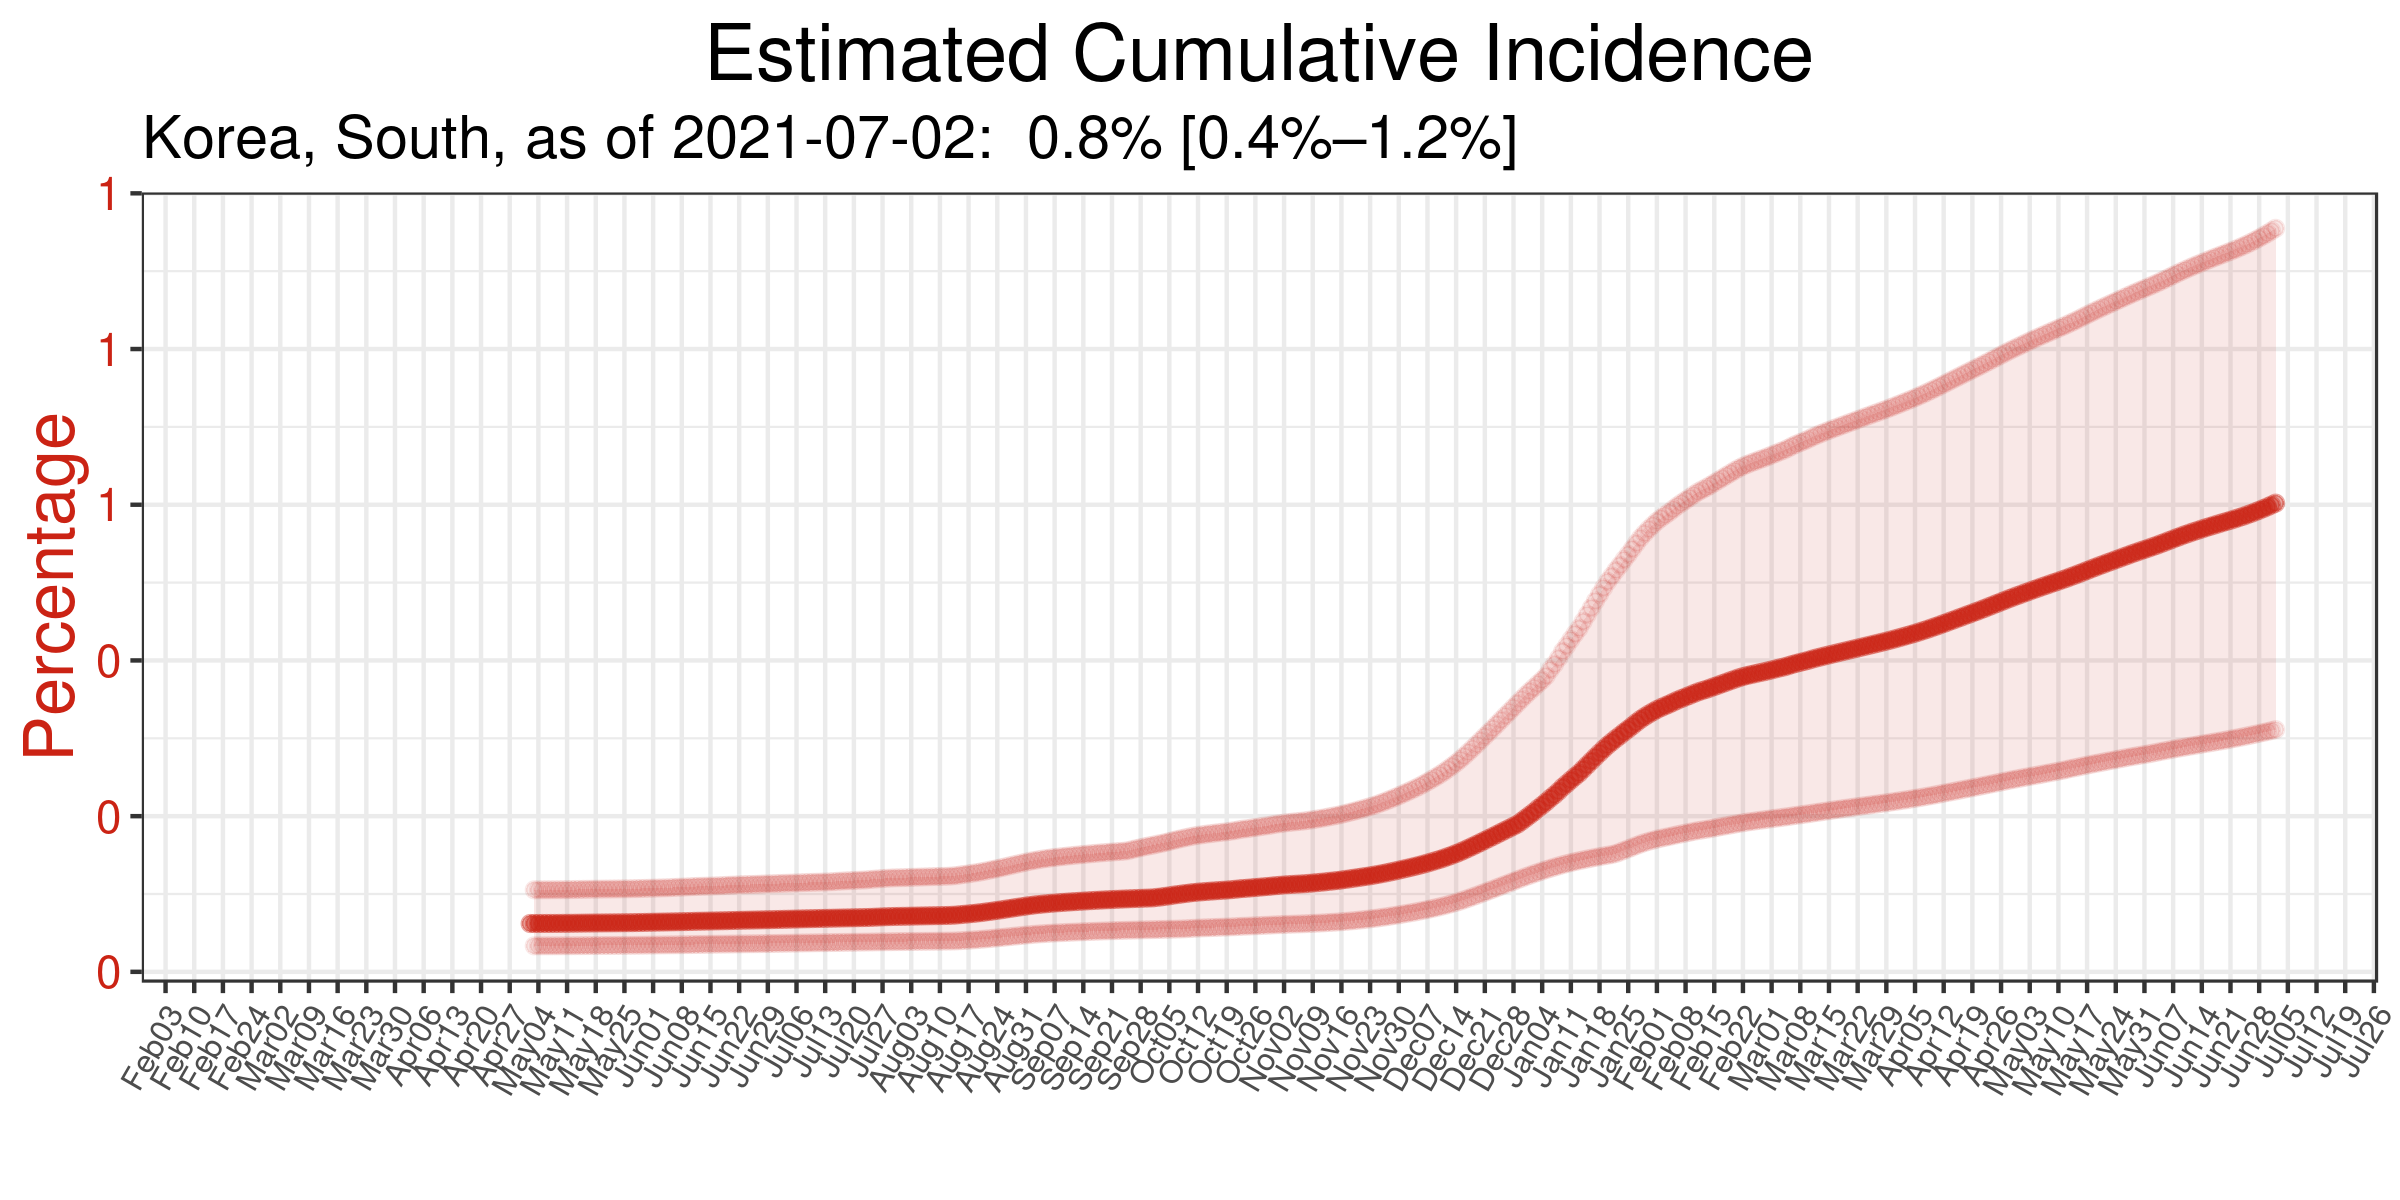 Estimated Cumulative Incidence
Korea, South, as of 2021-07-02:  0.8% [0.4%–1.2%]
Percentage
1
1
1
0
0
0
Feb03
Feb10
Feb17
Feb24
Mar02
Mar09
Mar16
Mar23
Mar30
Apr06
Apr13
Apr20
Apr27
May04
May11
May18
May25
Jun01
Jun08
Jun15
Jun22
Jun29
Jul06
Jul13
Jul20
Jul27
Aug03
Aug10
Aug17
Aug24
Aug31
Sep07
Sep14
Sep21
Sep28
Oct05
Oct12
Oct19
Oct26
Nov02
Nov09
Nov16
Nov23
Nov30
Dec07
Dec14
Dec21
Dec28
Jan04
Jan11
Jan18
Jan25
Feb01
Feb08
Feb15
Feb22
Mar01
Mar08
Mar15
Mar22
Mar29
Apr05
Apr12
Apr19
Apr26
May03
May10
May17
May24
May31
Jun07
Jun14
Jun21
Jun28
Jul05
Jul12
Jul19
Jul26